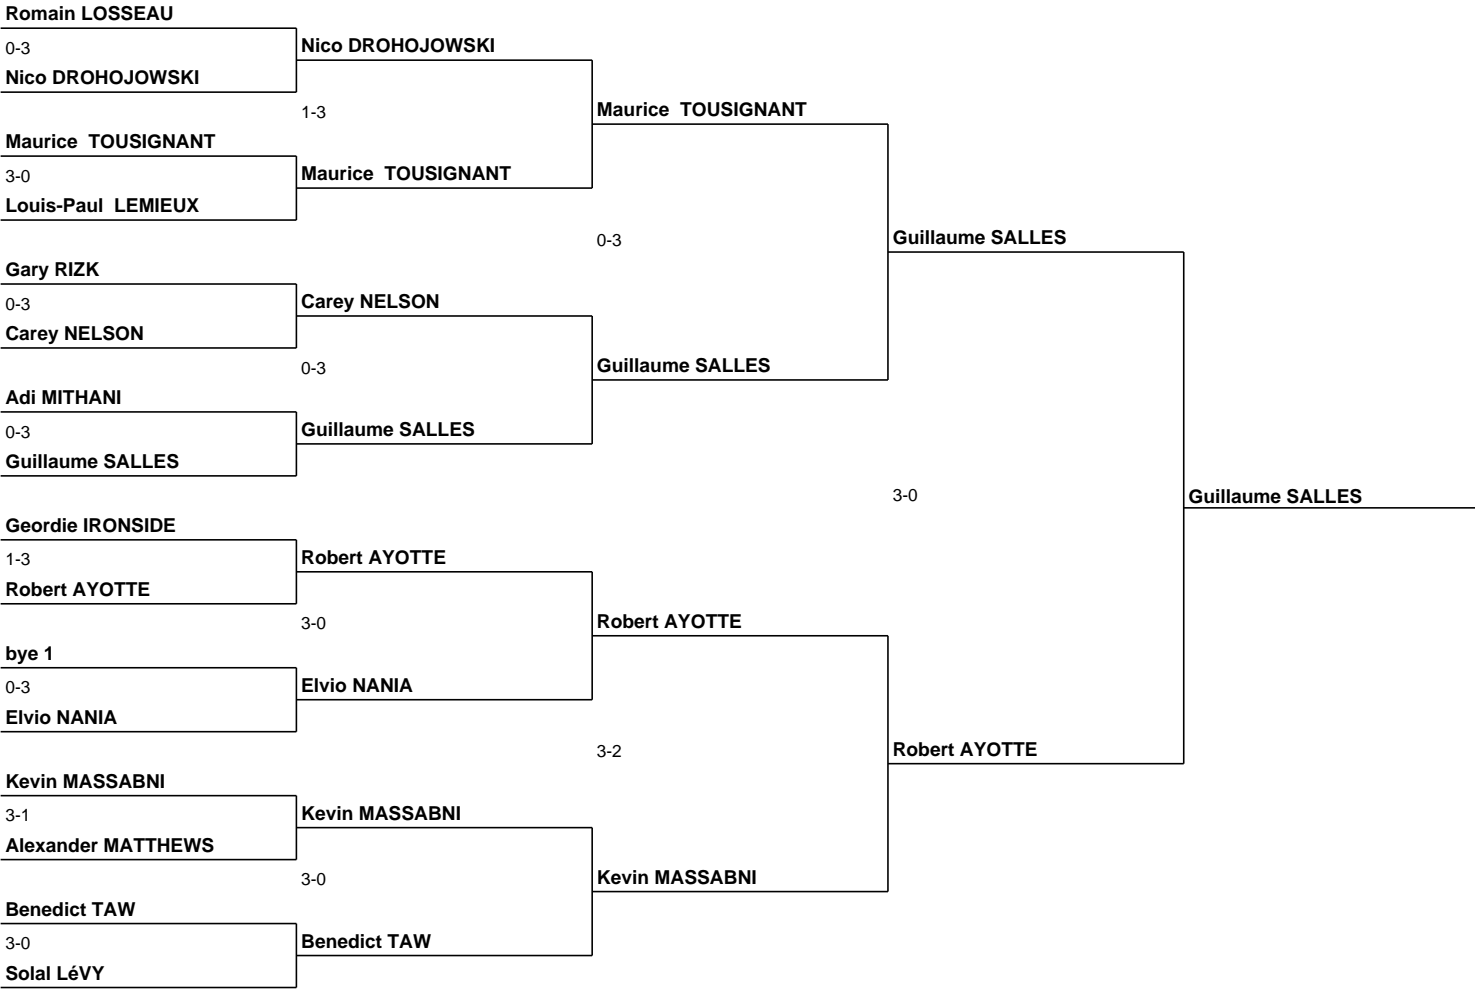 Romain LOSSEAU
0-3
Nico DROHOJOWSKI
Maurice  TOUSIGNANT
3-0
Louis-Paul  LEMIEUX
Gary RIZK
0-3
Carey NELSON
Adi MITHANI
0-3
Guillaume SALLES
Geordie IRONSIDE
1-3
Robert AYOTTE
bye 1
0-3
Elvio NANIA
Kevin MASSABNI
3-1
Alexander MATTHEWS
Benedict TAW
3-0
Solal LéVY
Nico DROHOJOWSKI
1-3
Maurice  TOUSIGNANT
Carey NELSON
0-3
Guillaume SALLES
Robert AYOTTE
3-0
Elvio NANIA
Kevin MASSABNI
3-0
Benedict TAW
Maurice  TOUSIGNANT
0-3
Guillaume SALLES
Robert AYOTTE
3-2
Kevin MASSABNI
Guillaume SALLES
3-0
Robert AYOTTE
Guillaume SALLES